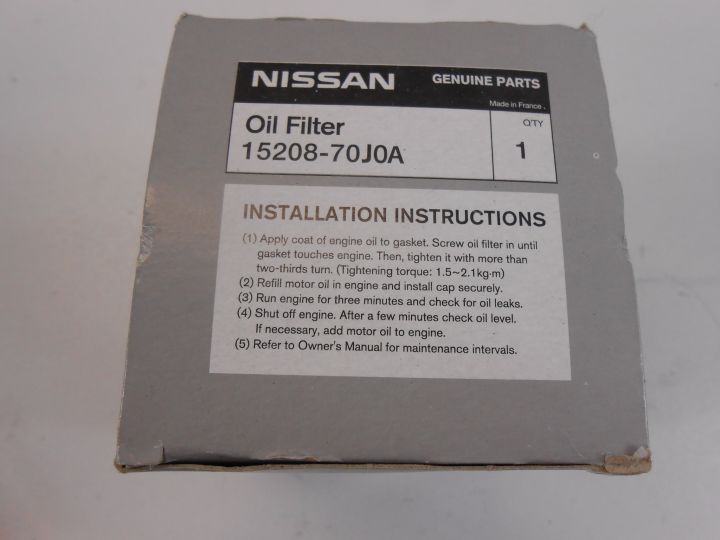 NISSAN GENUINE PARTS
Made in France.
Oil Filter QTY
15208-70J0A 1
INSTALLATION INSTRUCTIONS
(1) Apply coat of engine oil to gasket. Screw oil filter in until
gasket touches engine. Then, tighten it with more than
two-thirds turn. (Tightening torque: 1.5~2.1kg·m)
(2) Refill motor oil in engine and install cap securely.
(3) Run engine for three minutes and check for oil leaks.
(4) Shut off engine. After a few minutes check oil level.
If necessary, add motor oil to engine.
(5) Refer to Owner's Manual for maintenance intervals.